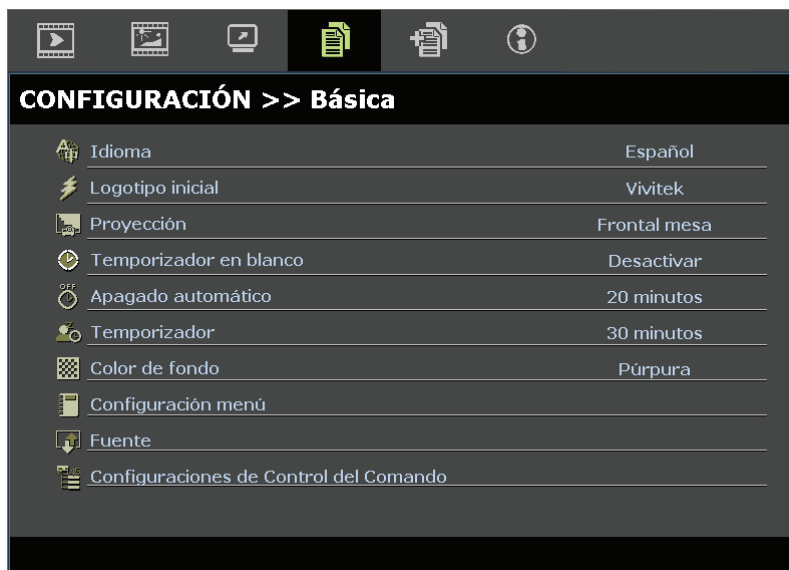 CONFIGURACIÓN >> Básica
Idioma Español
Logotipo inicial Vivitek
Proyección Frontal mesa
Temporizador en blanco Desactivar
OFF
Apagado automático 20 minutos
Temporizador 30 minutos
Color de fondo Púrpura
Configuración menú
Fuente
Configuraciones de Control del Comando